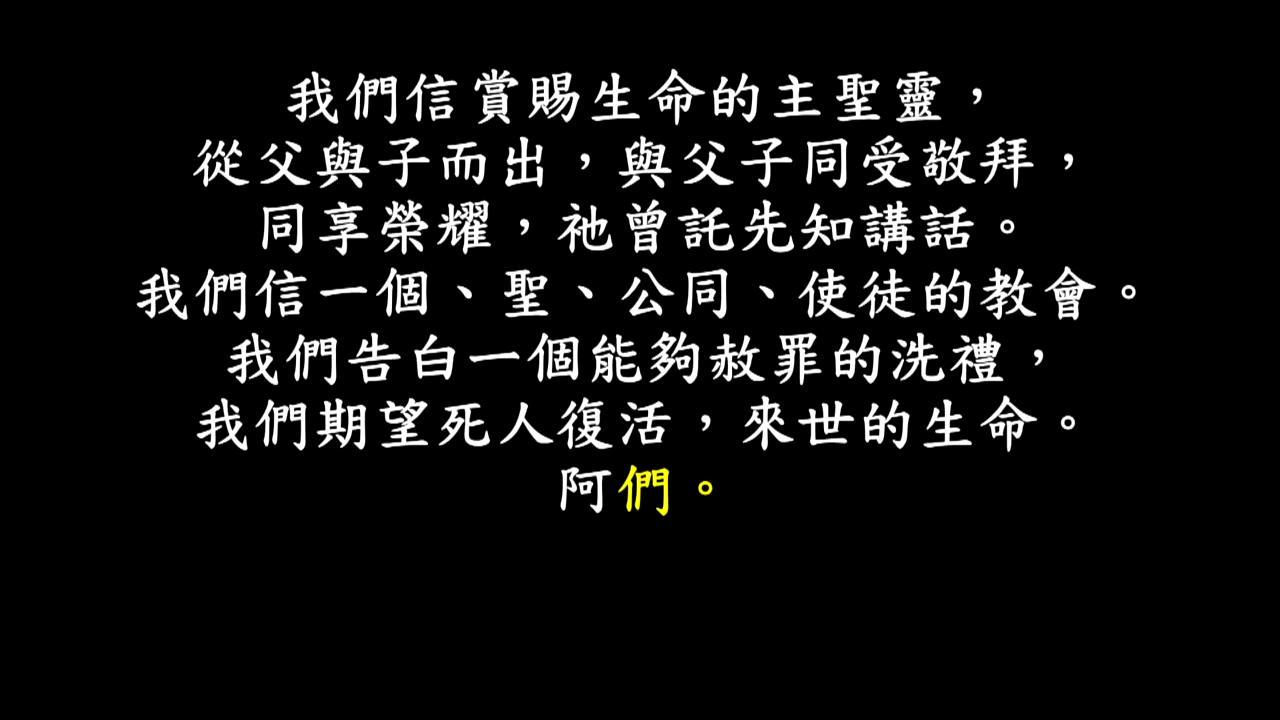 我們信賞賜生命的主聖靈，
從父與子而出，與父子同受敬拜，
同享榮耀，祂曾託先知講話。
我們信一個、聖、公同、使徒的教會。
我們告白一個能夠赦罪的洗禮，
我們期望死人復活，來世的生命。
阿們。